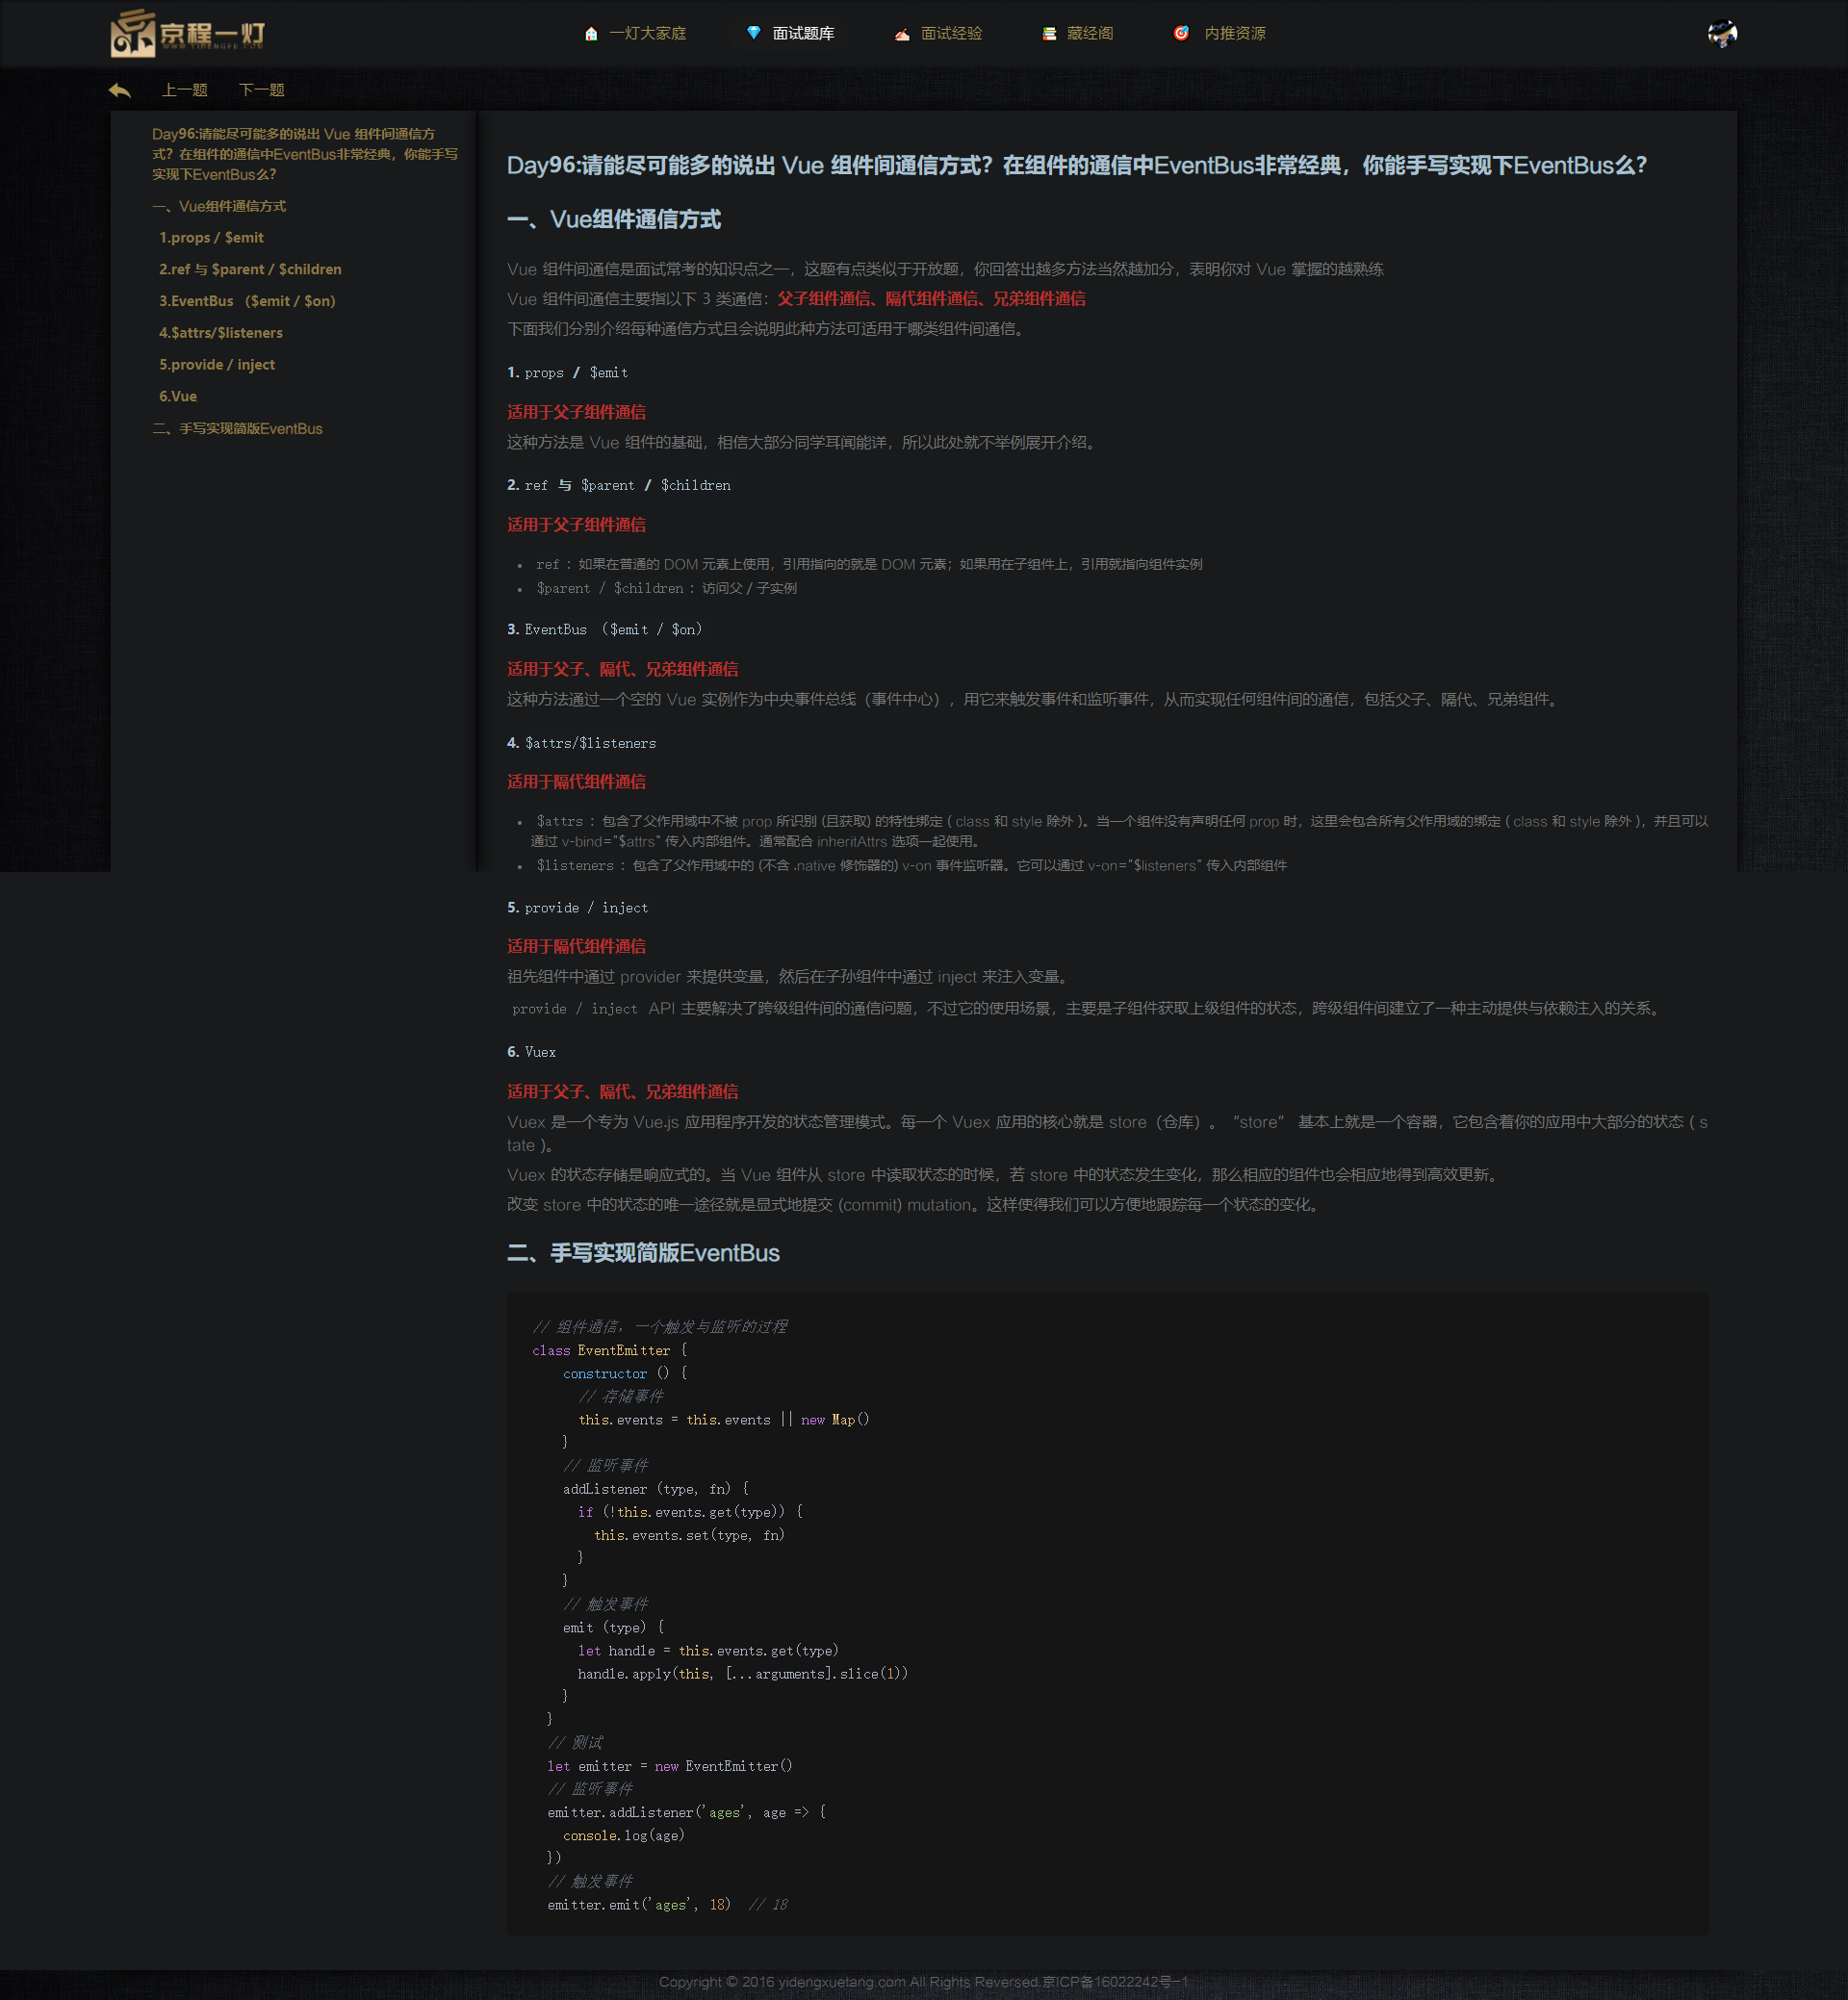 京程一灯
WWW.YIDENGFE.COM
一灯大家庭
面试题库
面试经验
藏经阁
内推资源
上一题
下一题
Day96:请能尽可能多的说出 Vue 组件间通信方
式？在组件的通信中EventBus非常经典，你能手写
实现下EventBus么？
一、Vue组件通信方式
1.props / $emit
2.ref 与 $parent / $children
3.EventBus （$emit / $on）
4.$attrs/$listeners
5.provide / inject
6.Vue
二、手写实现简版EventBus
Day96:请能尽可能多的说出 Vue 组件间通信方式？在组件的通信中EventBus非常经典，你能手写实现下EventBus么？
一、Vue组件通信方式
Vue 组件间通信是面试常考的知识点之一，这题有点类似于开放题，你回答出越多方法当然越加分，表明你对 Vue 掌握的越熟练
Vue 组件间通信主要指以下 3 类通信：父子组件通信、隔代组件通信、兄弟组件通信
下面我们分别介绍每种通信方式且会说明此种方法可适用于哪类组件间通信。
1. props / $emit
适用于父子组件通信
这种方法是 Vue 组件的基础，相信大部分同学耳闻能详，所以此处就不举例展开介绍。
2. ref 与 $parent / $children
适用于父子组件通信
• ref ：如果在普通的 DOM 元素上使用，引用指向的就是 DOM 元素；如果用在子组件上，引用就指向组件实例
• $parent / $children ：访问父 / 子实例
3. EventBus （$emit / $on）
适用于父子、隔代、兄弟组件通信
这种方法通过一个空的 Vue 实例作为中央事件总线（事件中心），用它来触发事件和监听事件，从而实现任何组件间的通信，包括父子、隔代、兄弟组件。
4. $attrs/$listeners
适用于隔代组件通信
• $attrs ：包含了父作用域中不被 prop 所识别 (且获取) 的特性绑定 ( class 和 style 除外 )。当一个组件没有声明任何 prop 时，这里会包含所有父作用域的绑定 ( class 和 style 除外 )，并且可以
通过 v-bind="$attrs" 传入内部组件。通常配合 inheritAttrs 选项一起使用。
• $listeners ：包含了父作用域中的 (不含 .native 修饰器的) v-on 事件监听器。它可以通过 v-on="$listeners" 传入内部组件
5. provide / inject
适用于隔代组件通信
祖先组件中通过 provider 来提供变量，然后在子孙组件中通过 inject 来注入变量。
provide / inject API 主要解决了跨级组件间的通信问题，不过它的使用场景，主要是子组件获取上级组件的状态，跨级组件间建立了一种主动提供与依赖注入的关系。
6. Vuex
适用于父子、隔代、兄弟组件通信
Vuex 是一个专为 Vue.js 应用程序开发的状态管理模式。每一个 Vuex 应用的核心就是 store（仓库）。“store” 基本上就是一个容器，它包含着你的应用中大部分的状态 ( s
tate )。
Vuex 的状态存储是响应式的。当 Vue 组件从 store 中读取状态的时候，若 store 中的状态发生变化，那么相应的组件也会相应地得到高效更新。
改变 store 中的状态的唯一途径就是显式地提交 (commit) mutation。这样使得我们可以方便地跟踪每一个状态的变化。
二、手写实现简版EventBus
// 组件通信，一个触发与监听的过程
class EventEmitter {
constructor () {
// 存储事件
this.events = this.events || new Map()
}
// 监听事件
addListener (type, fn) {
if (!this.events.get(type)) {
this.events.set(type, fn)
}
}
// 触发事件
emit (type) {
let handle = this.events.get(type)
handle.apply(this, [...arguments].slice(1))
}
}
// 测试
let emitter = new EventEmitter()
// 监听事件
emitter.addListener('ages', age => {
console.log(age)
})
// 触发事件
emitter.emit('ages', 18)  // 18
Copyright © 2016 yidengxuetang.com All Rights Reversed.京ICP备16022242号-1